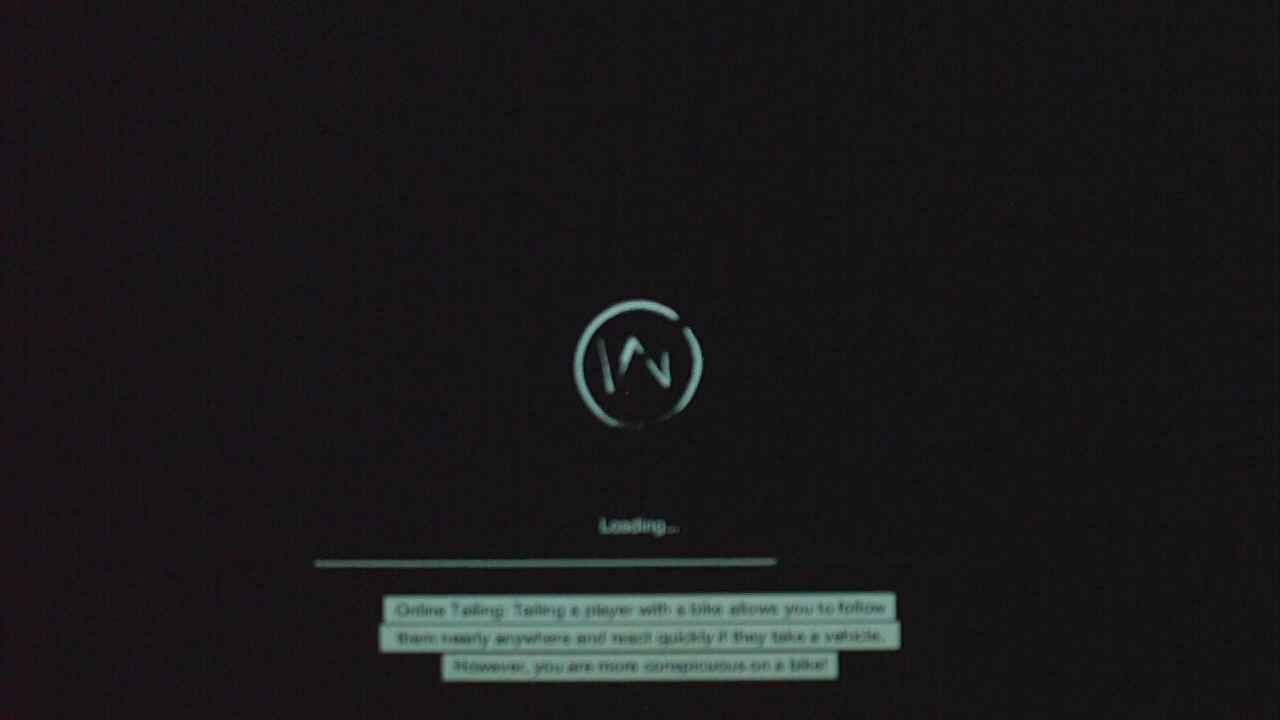 Loading...
Online Tailing: Tailing a player with a bike allows you to follow
them nearly anywhere and react quickly if they take a vehicle.
However, you are more conspicuous on a bike!